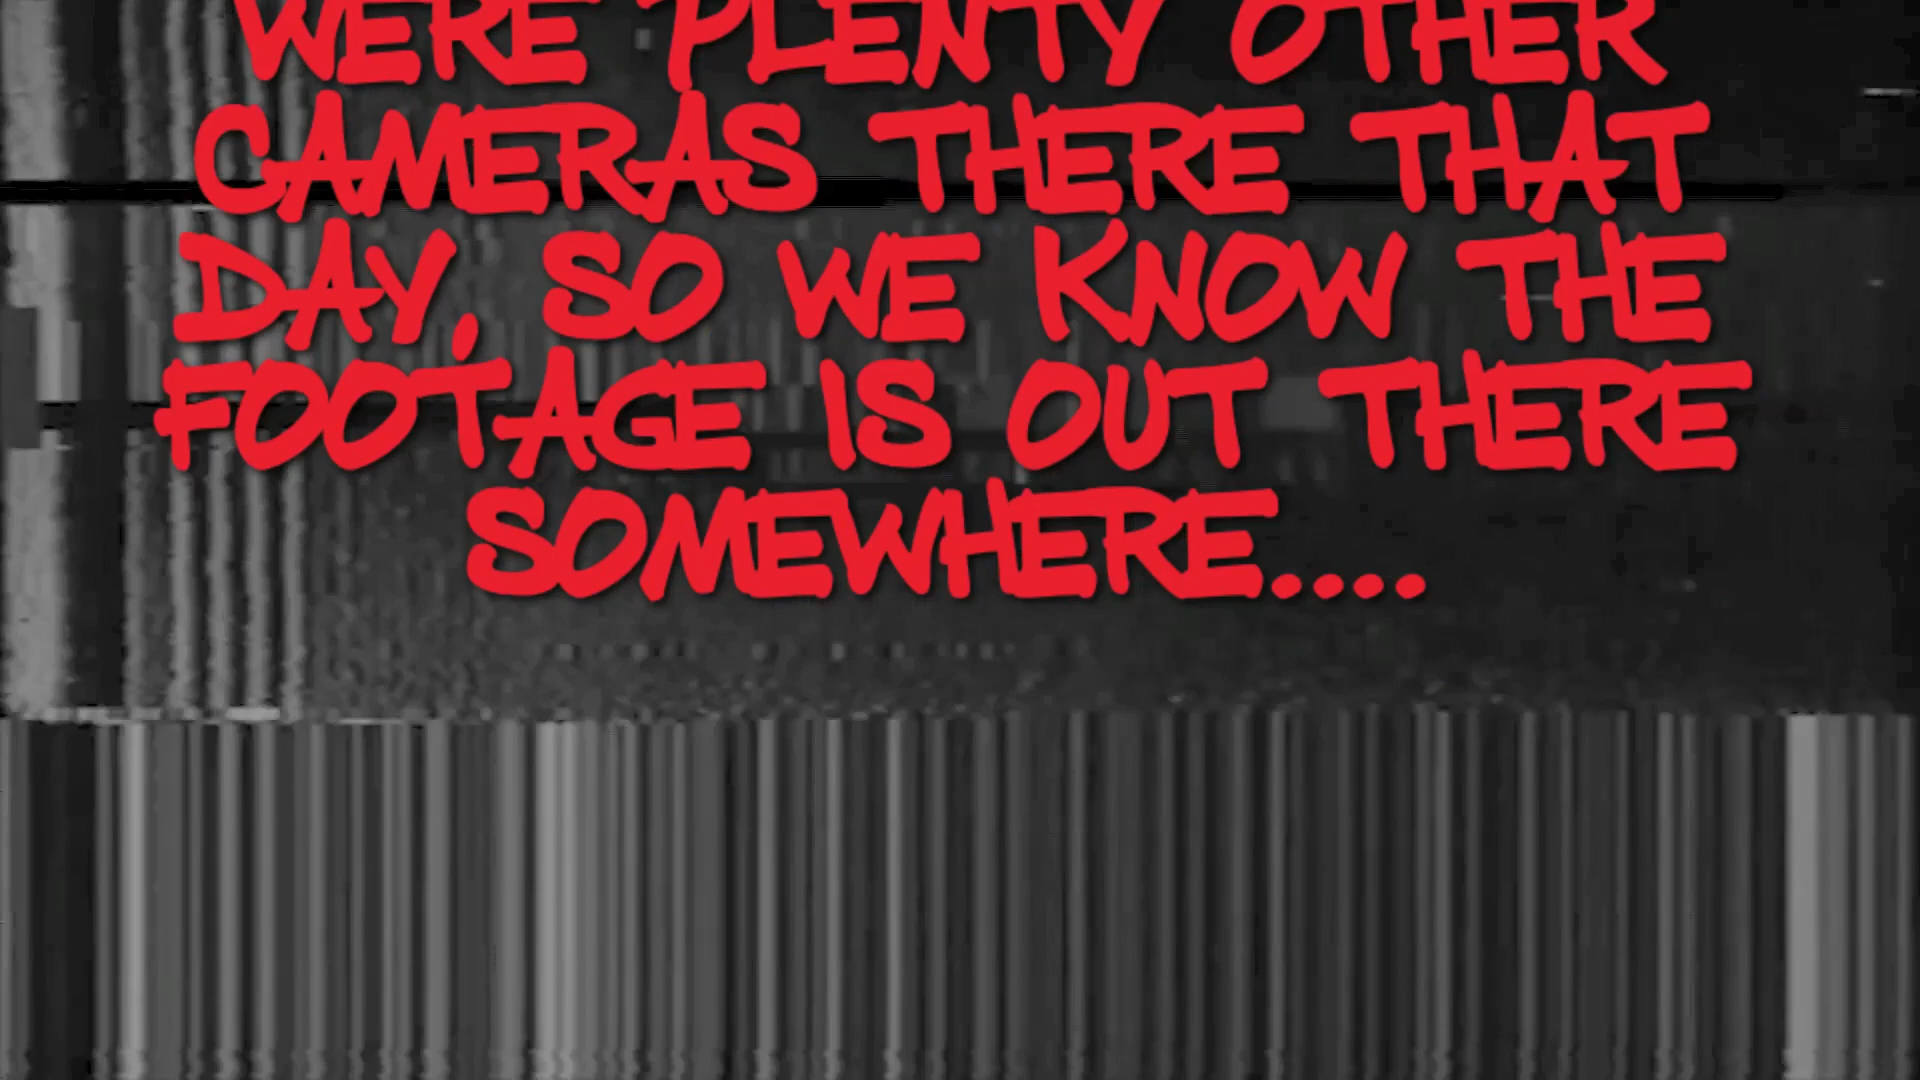 WERE PLENTY OTHER
CAMERAS THERE THAT
DAY, SO WE KNOW THE
FOOTAGE IS OUT THERE
SOMEWHERE....